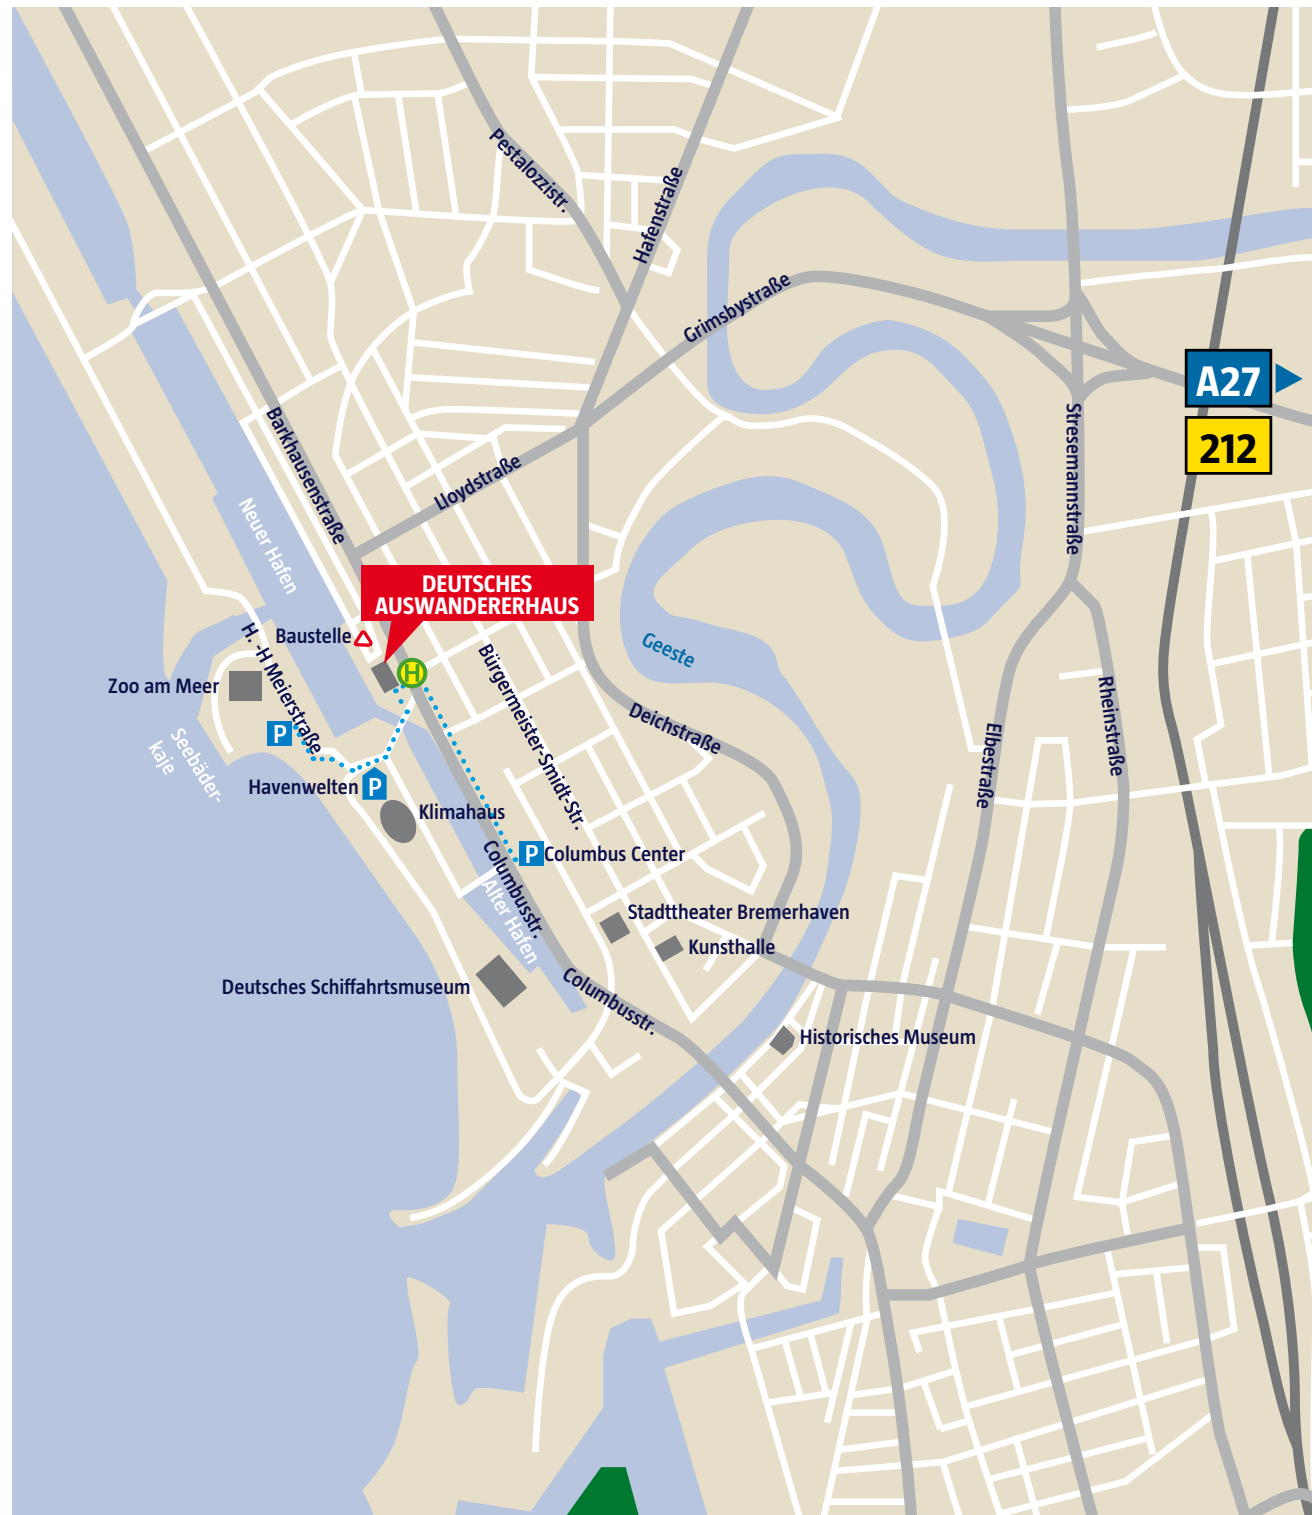 Pestalozzistr.
Hafenstraße
Grimsbystraße
A27
212
Stresemannstraße
Barkhausenstraße
Lloydstraße
Neuer Hafen
DEUTSCHES
AUSWANDERERHAUS
Baustelle
H
H. -H Meierstraße
Geeste
Zoo am Meer
Bürgermeister-Smidt-Str.
Deichstraße
Rheinstraße
Elbestraße
P
Seebäder-
kaje
Havenwelten P
Klimahaus
Columbusstr.
P Columbus Center
Alter Hafen
Stadttheater Bremerhaven
Kunsthalle
Deutsches Schiffahrtsmuseum
Columbusstr.
Historisches Museum